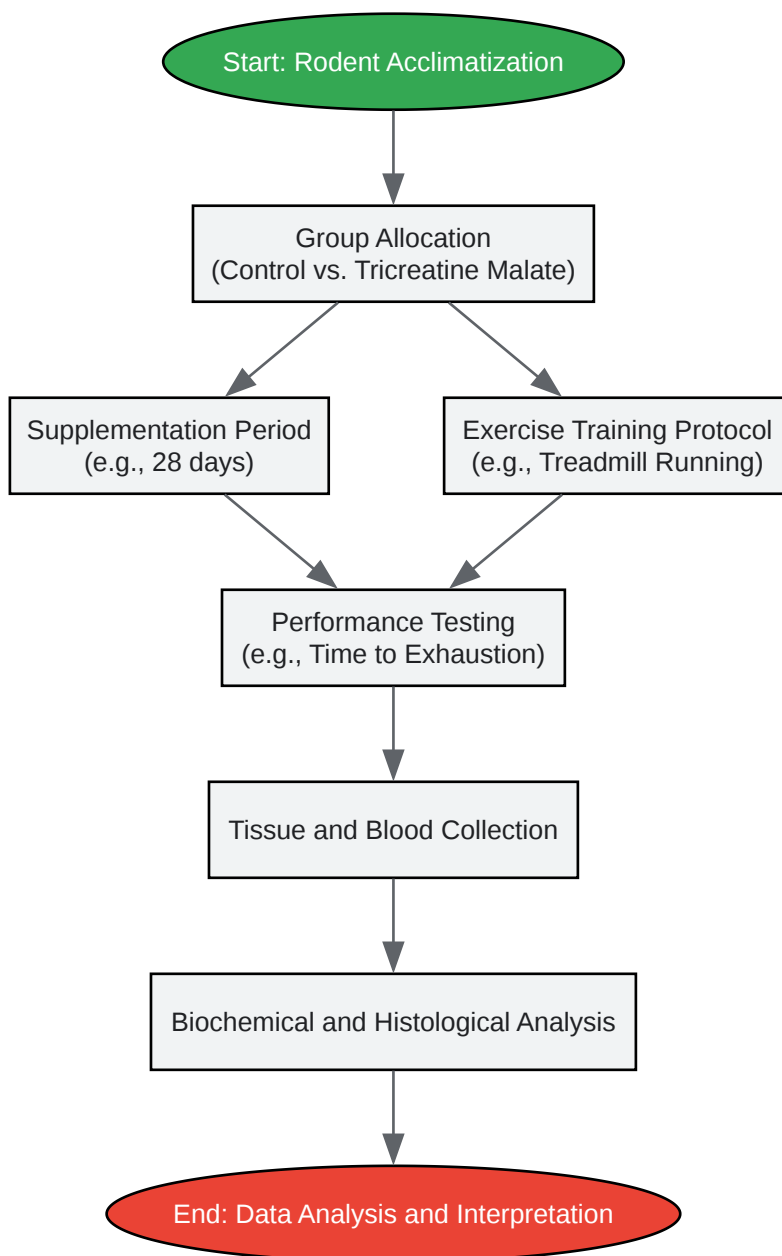 Start: Rodent Acclimatization
Group Allocation
(Control vs. Tricreatine Malate)
Supplementation Period
(e.g., 28 days)
Exercise Training Protocol
(e.g., Treadmill Running)
Performance Testing
(e.g., Time to Exhaustion)
Tissue and Blood Collection
Biochemical and Histological Analysis
End: Data Analysis and Interpretation